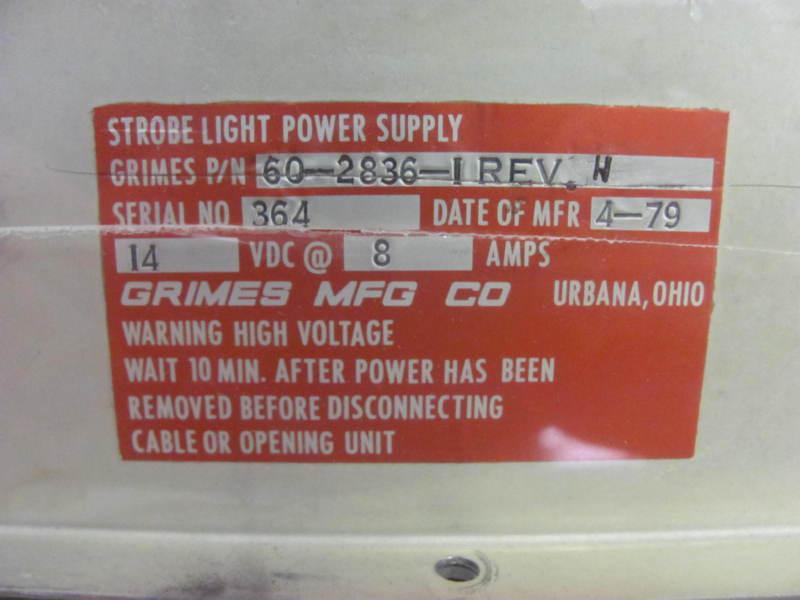 STROBE LIGHT POWER SUPPLY
GRIMES P/N 60-2836-1 REV. N
SERIAL NO 364 DATE OF MFR 4-79
14 VDC @ 8 AMPS
GRIMES MFG CO URBANA, OHIO
WARNING HIGH VOLTAGE
WAIT 10 MIN. AFTER POWER HAS BEEN
REMOVED BEFORE DISCONNECTING
CABLE OR OPENING UNIT